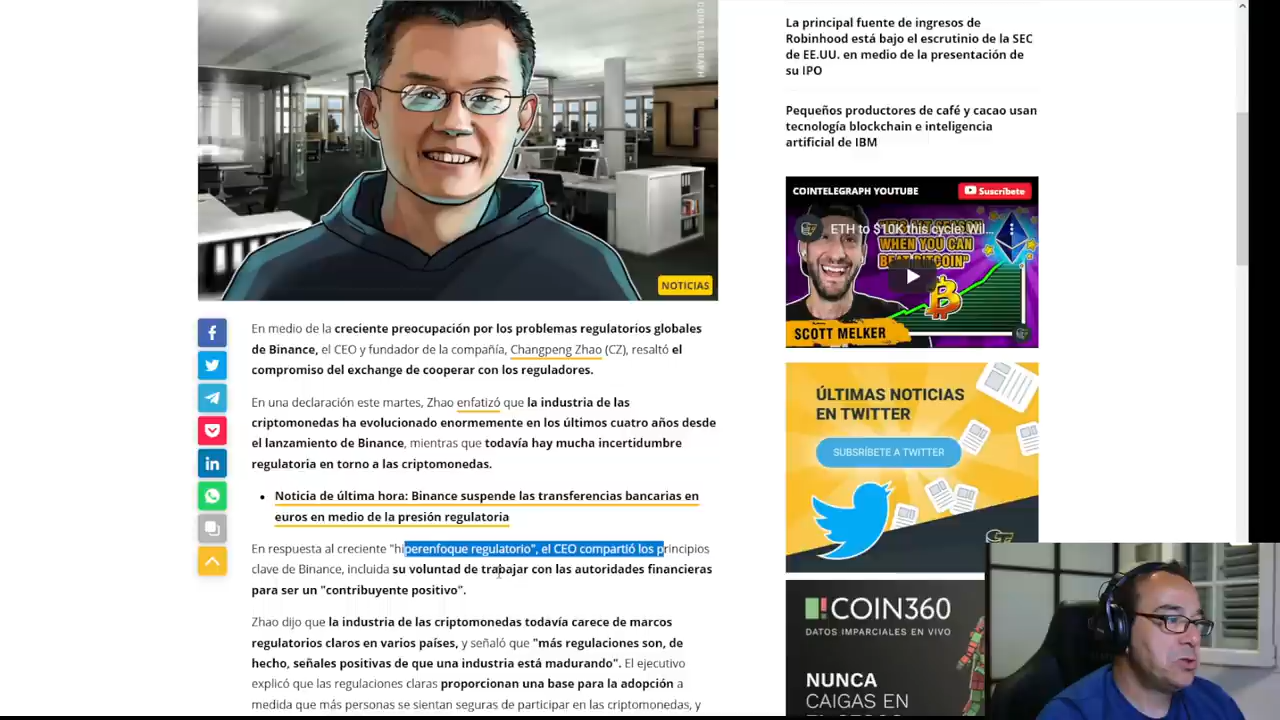 COINTELEGRAPH
NOTICIAS
En medio de la creciente preocupación por los problemas regulatorios globales
de Binance, el CEO y fundador de la compañía, Changpeng Zhao (CZ), resaltó el
compromiso del exchange de cooperar con los reguladores.
En una declaración este martes, Zhao enfatizó que la industria de las
criptomonedas ha evolucionado enormemente en los últimos cuatro años desde
el lanzamiento de Binance, mientras que todavía hay mucha incertidumbre
regulatoria en torno a las criptomonedas.
• Noticia de última hora: Binance suspende las transferencias bancarias en
euros en medio de la presión regulatoria
En respuesta al creciente "hiperenfoque regulatorio", el CEO compartió los principios
clave de Binance, incluida su voluntad de trabajar con las autoridades financieras
para ser un "contribuyente positivo".
Zhao dijo que la industria de las criptomonedas todavía carece de marcos
regulatorios claros en varios países, y señaló que "más regulaciones son, de
hecho, señales positivas de que una industria está madurando". El ejecutivo
explicó que las regulaciones claras proporcionan una base para la adopción a
medida que más personas se sientan seguras de participar en las criptomonedas, y
La principal fuente de ingresos de
Robinhood está bajo el escrutinio de la SEC
de EE.UU. en medio de la presentación de
su IPO
Pequeños productores de café y cacao usan
tecnología blockchain e inteligencia
artificial de IBM
COINTELEGRAPH YOUTUBE
Suscríbete
ETH to $10K this cycle: Wil...
"IT'S ALT SEASON
WHEN YOU CAN
BEAT BITCOIN"
SCOTT MELKER
ÚLTIMAS NOTICIAS
EN TWITTER
SUBSRÍBETE A TWITTER
COIN360
DATOS IMPARCIALES EN VIVO
NUNCA
CAIGAS EN